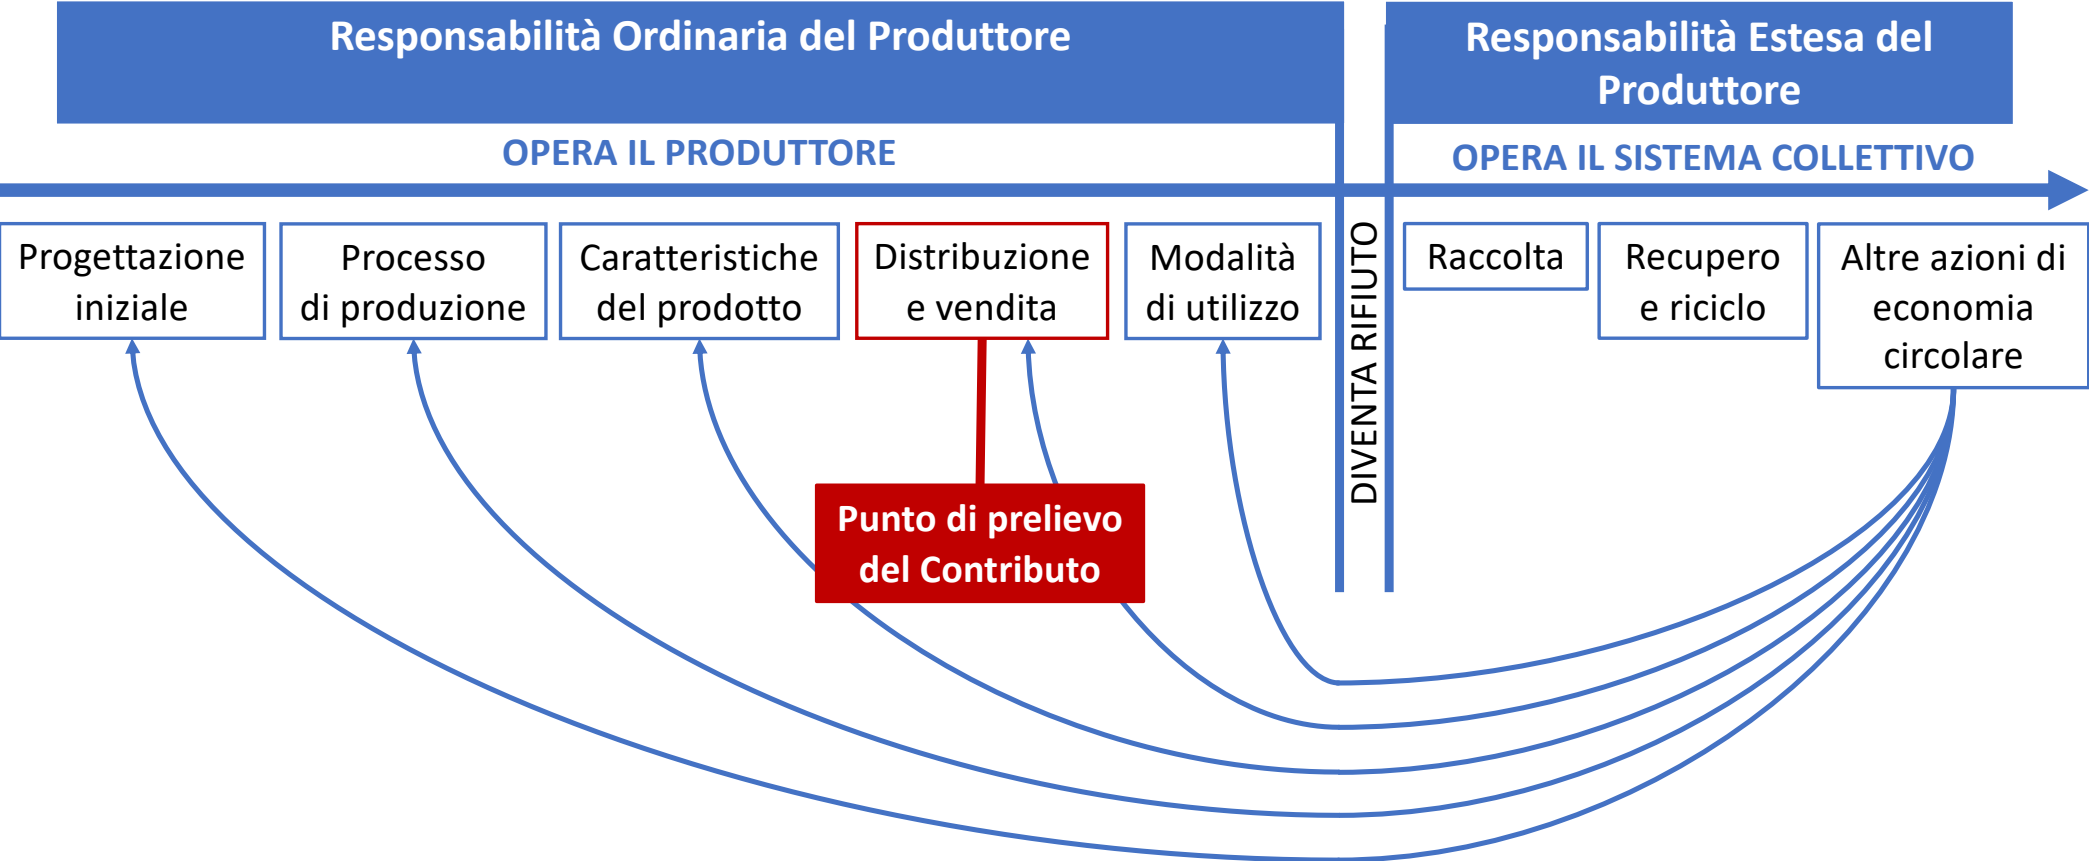 Responsabilità Ordinaria del Produttore
Responsabilità Estesa del
Produttore
OPERA IL PRODUTTORE
OPERA IL SISTEMA COLLETTIVO
Progettazione
iniziale
Processo
di produzione
Caratteristiche
del prodotto
Distribuzione
e vendita
Modalità
di utilizzo
DIVENTA RIFIUTO
Raccolta
Recupero
e riciclo
Altre azioni di
economia
circolare
Punto di prelievo
del Contributo